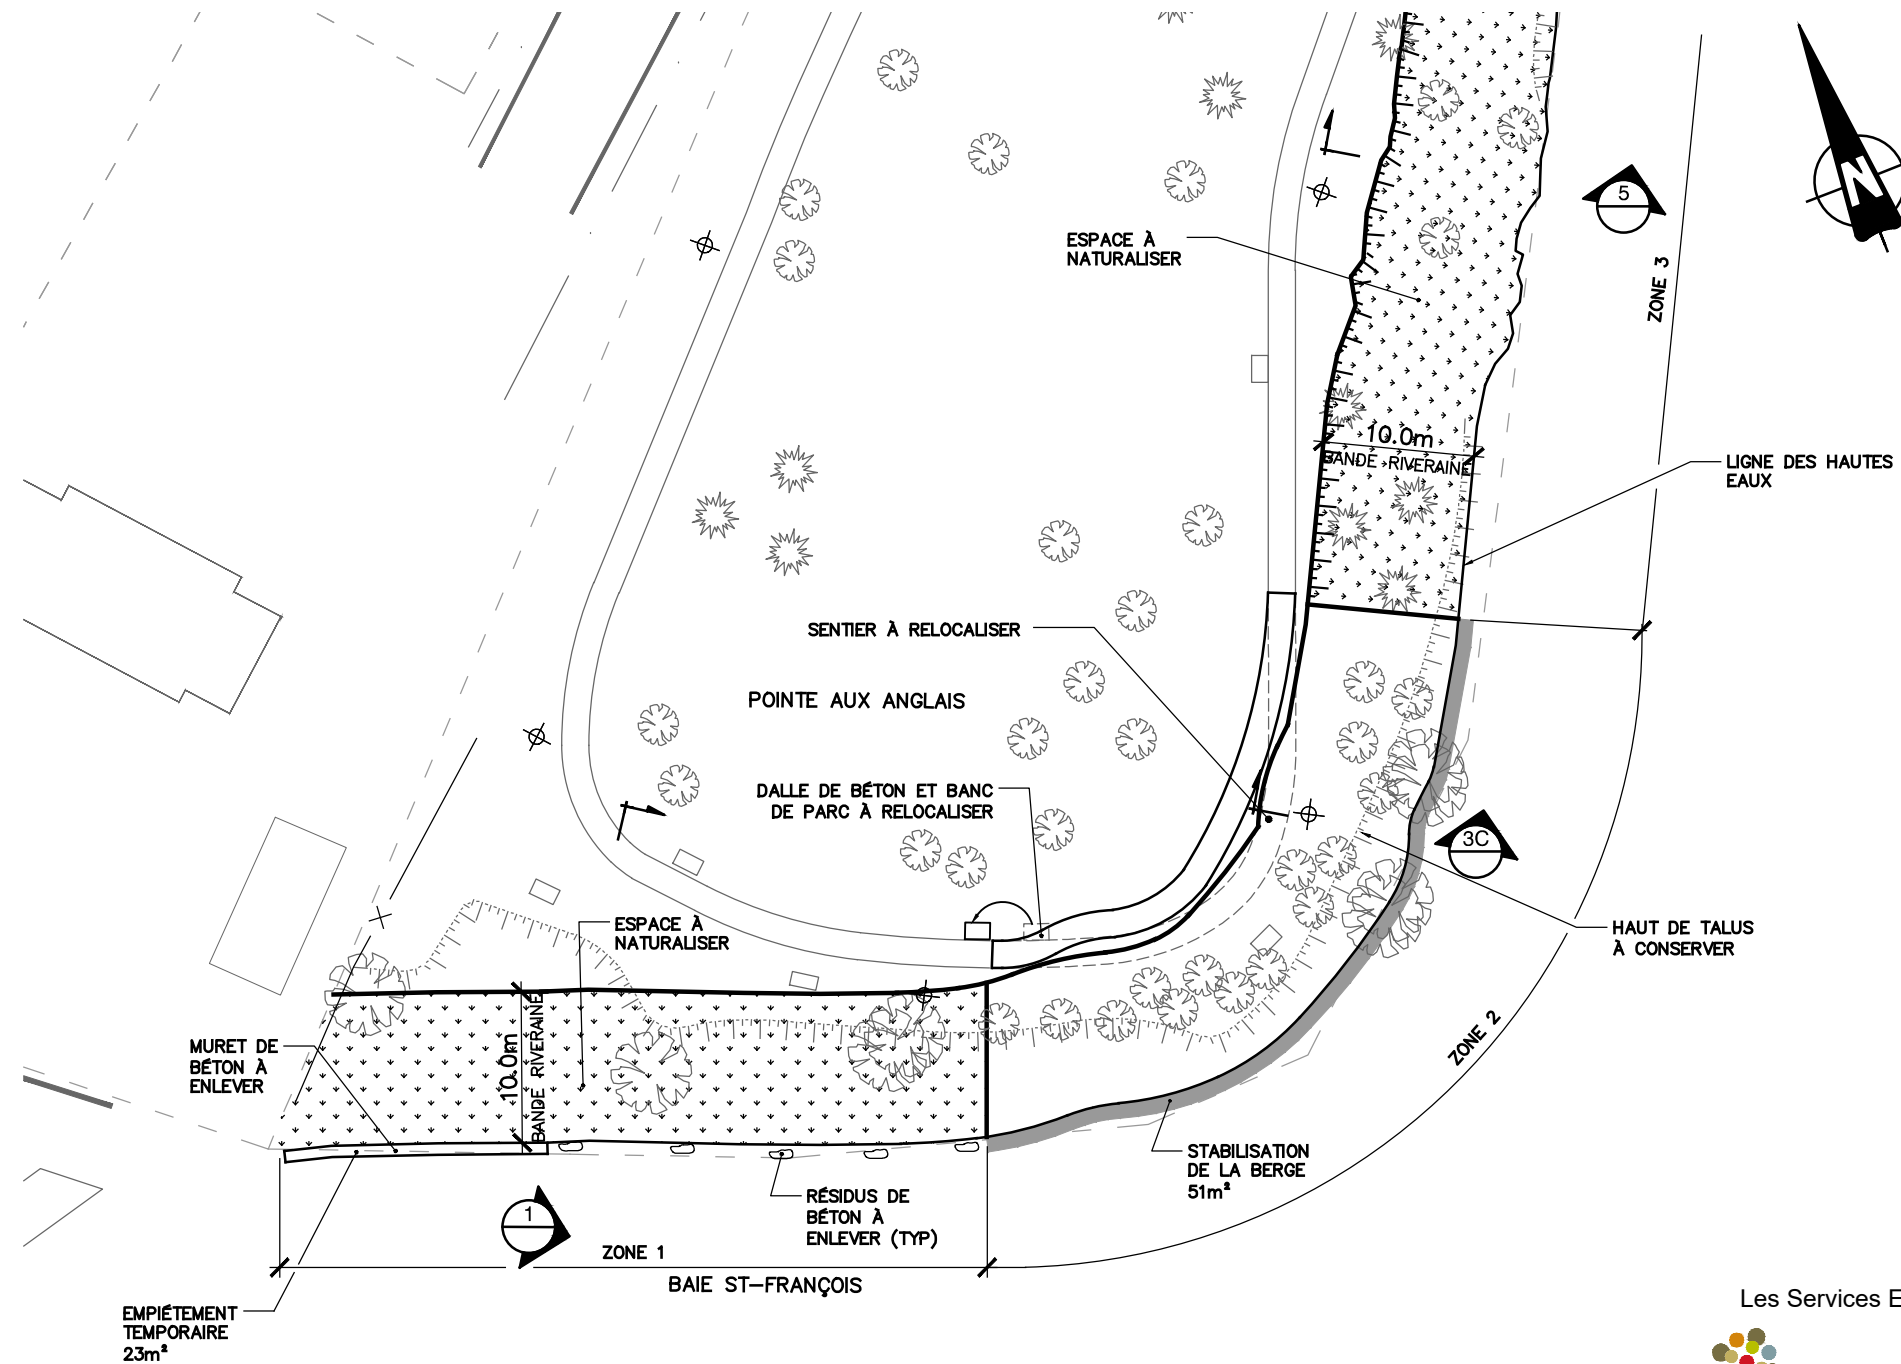 5
N
ESPACE À
NATURALISER
ZONE 3
10.0m
BANDE RIVERAINE
LIGNE DES HAUTES
EAUX
SENTIER À RELOCALISER
POINTE AUX ANGLAIS
DALLE DE BÉTON ET BANC
DE PARC À RELOCALISER
3C
ESPACE À
NATURALISER
HAUT DE TALUS
À CONSERVER
MURET DE
BÉTON À
ENLEVER
10.0m
BANDE RIVERAINE
ZONE 2
STABILISATION
DE LA BERGE
51m²
RÉSIDUS DE
BÉTON À
ENLEVER (TYP)
1
ZONE 1
BAIE ST-FRANÇOIS
EMPIÉTEMENT
TEMPORAIRE
23m²
Les Services E